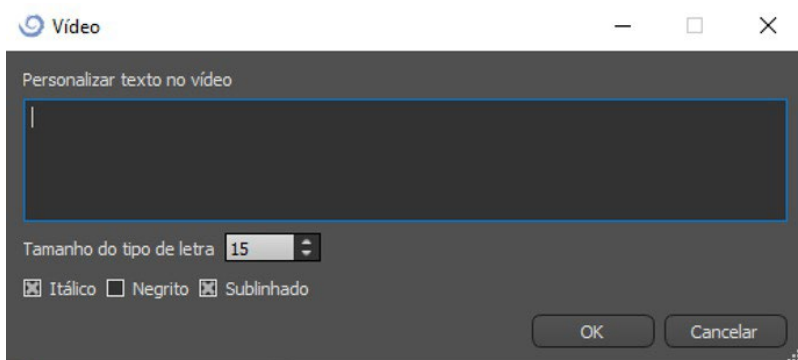 Vídeo
Personalizar texto no vídeo
Tamanho do tipo de letra 15
Itálico Negrito Sublinhado
OK Cancelar